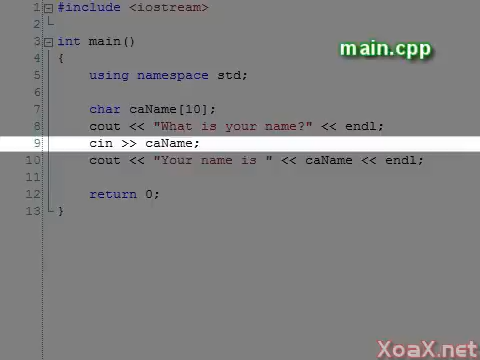 1 #include <iostream>
2
3 int main()
main.cpp
4 {
5 using namespace std;
6
7 char caName[10];
8 cout << "What is your name?" << endl;
9 cin >> caName;
10 cout << "Your name is " << caName << endl;
11
12 return 0;
13 }
XoaX.net